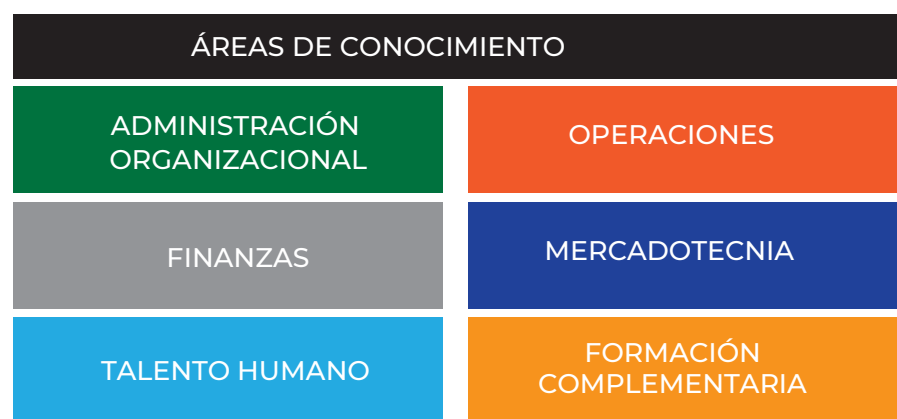 ÁREAS DE CONOCIMIENTO
ADMINISTRACIÓN
ORGANIZACIONAL
OPERACIONES
FINANZAS
MERCADOTECNIA
TALENTO HUMANO
FORMACIÓN
COMPLEMENTARIA